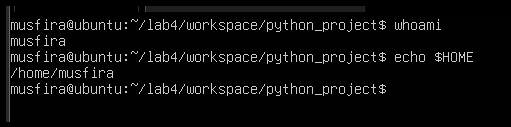 musfira@ubuntu:~/lab4/workspace/python_project$ whoami
musfira
musfira@ubuntu:~/lab4/workspace/python_project$ echo $HOME
/home/musfira
musfira@ubuntu:~/lab4/workspace/python_project$